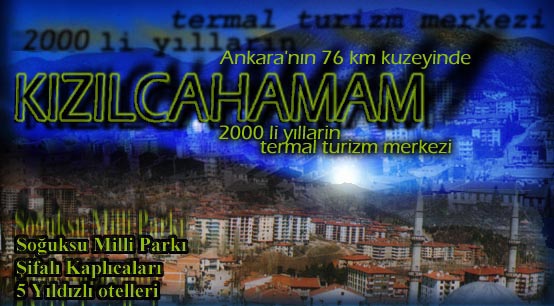 termal turizm merkezi
2000 li yılların
Ankara'nın 76 km kuzeyinde
KIZILCAHAMAM
2000 li yılların
termal turizm merkezi
Soğuksu Milli Parkı
Soğuksu Milli Parkı
Şifalı Kaplıcaları
5 Yıldızlı otelleri